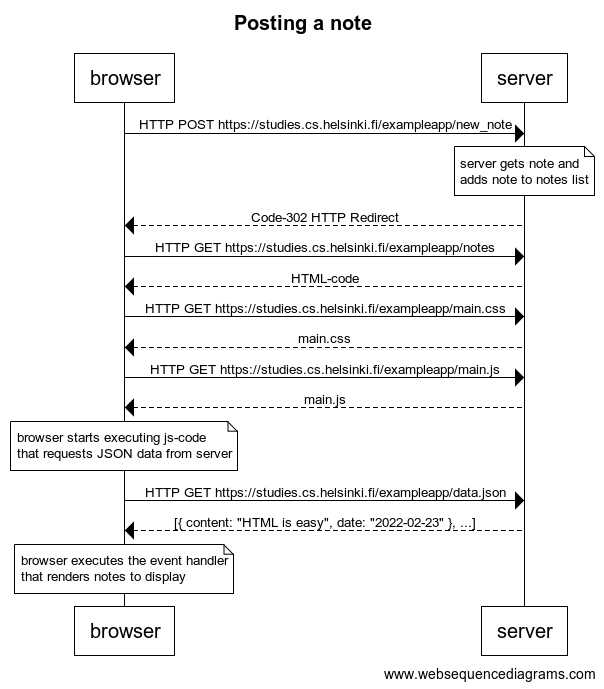 Posting a note
browser
server
HTTP POST https://studies.cs.helsinki.fi/exampleapp/new_note
server gets note and
adds note to notes list
Code-302 HTTP Redirect
HTTP GET https://studies.cs.helsinki.fi/exampleapp/notes
HTML-code
HTTP GET https://studies.cs.helsinki.fi/exampleapp/main.css
main.css
HTTP GET https://studies.cs.helsinki.fi/exampleapp/main.js
main.js
browser starts executing js-code
that requests JSON data from server
HTTP GET https://studies.cs.helsinki.fi/exampleapp/data.json
[{ content: "HTML is easy", date: "2022-02-23" }, ...]
browser executes the event handler
that renders notes to display
browser
server
www.websequencediagrams.com